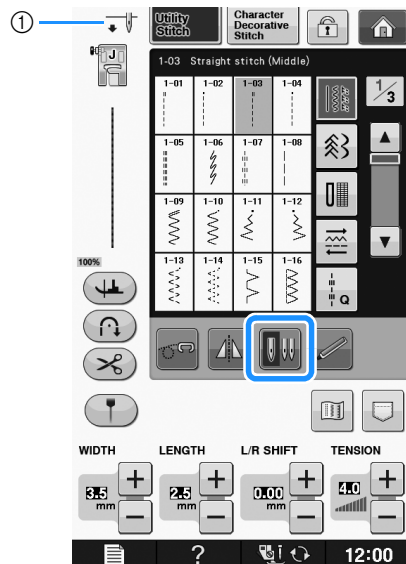 ①
Utility
Stitch
Character
Decorative
Stitch
J
1-03 Straight stitch (Middle)
1/3
1-01 1-02 1-03 1-04
1-05 1-06 1-07 1-08
1-09 1-10 1-11 1-12
1-13 1-14 1-15 1-16
Q
100%
WIDTH LENGTH L/R SHIFT TENSION
3.5 mm + − 2.5 mm + − 0.00 mm + − 4.0 + −
? 12:00